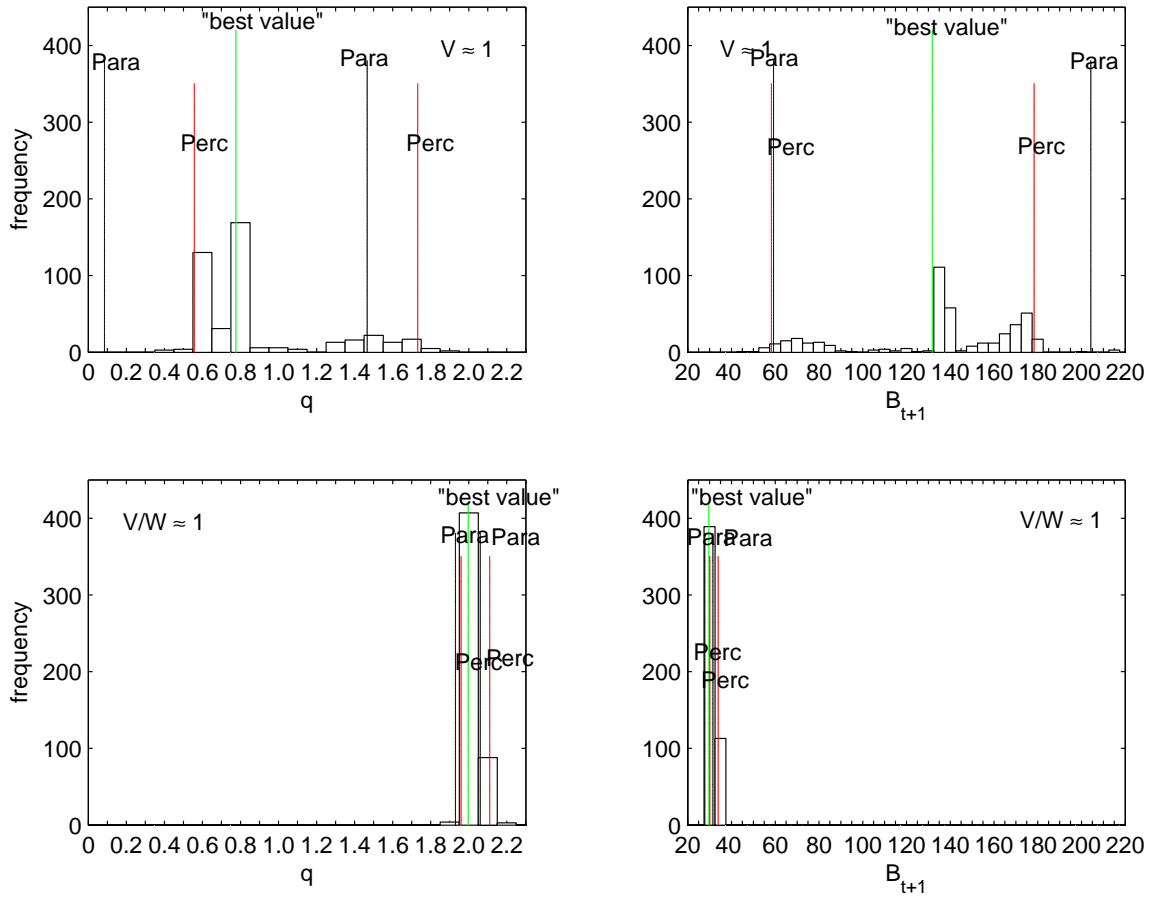 "best value"
400
Para
Para
V ≈ 1
300
Perc
Perc
frequency
200
100
0
0 0.2 0.4 0.6 0.8 1.0 1.2 1.4 1.6 1.8 2.0 2.2
q
"best value"
400
V ≈ 1
Para
Para
300
Perc
Perc
200
100
0
20 40 60 80 100 120 140 160 180 200 220
B t+1
"best value"
400
V/W ≈ 1
Para
Para
300
frequency
200
Perc
Perc
100
0
0 0.2 0.4 0.6 0.8 1.0 1.2 1.4 1.6 1.8 2.0 2.2
q
"best value"
400
Para
Para
V/W ≈ 1
300
Perc
200
Perc
100
0
20 40 60 80 100 120 140 160 180 200 220
B t+1